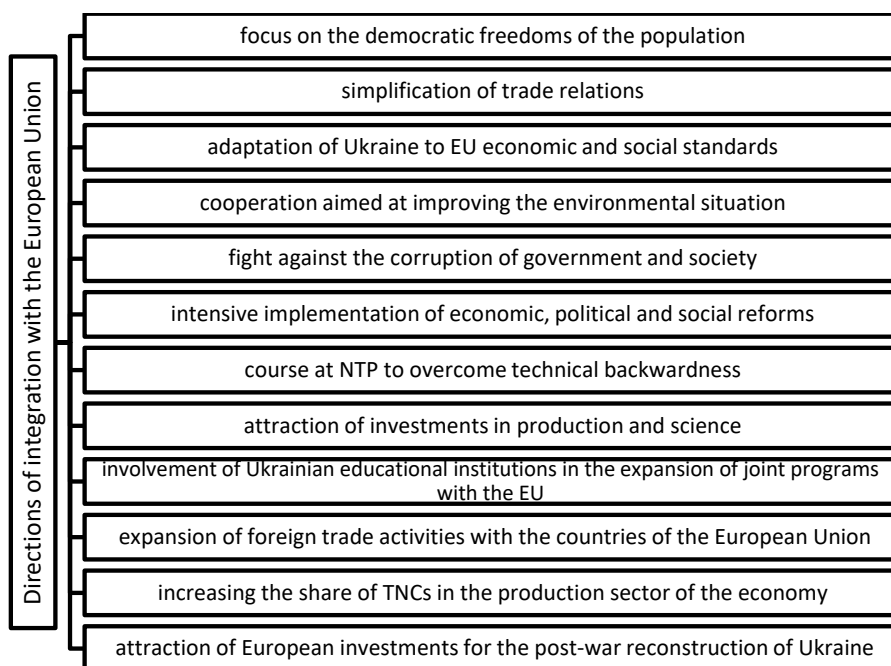 Directions of integration with the European Union
focus on the democratic freedoms of the population
simplification of trade relations
adaptation of Ukraine to EU economic and social standards
cooperation aimed at improving the environmental situation
fight against the corruption of government and society
intensive implementation of economic, political and social reforms
course at NTP to overcome technical backwardness
attraction of investments in production and science
involvement of Ukrainian educational institutions in the expansion of joint programs
with the EU
expansion of foreign trade activities with the countries of the European Union
increasing the share of TNCs in the production sector of the economy
attraction of European investments for the post-war reconstruction of Ukraine